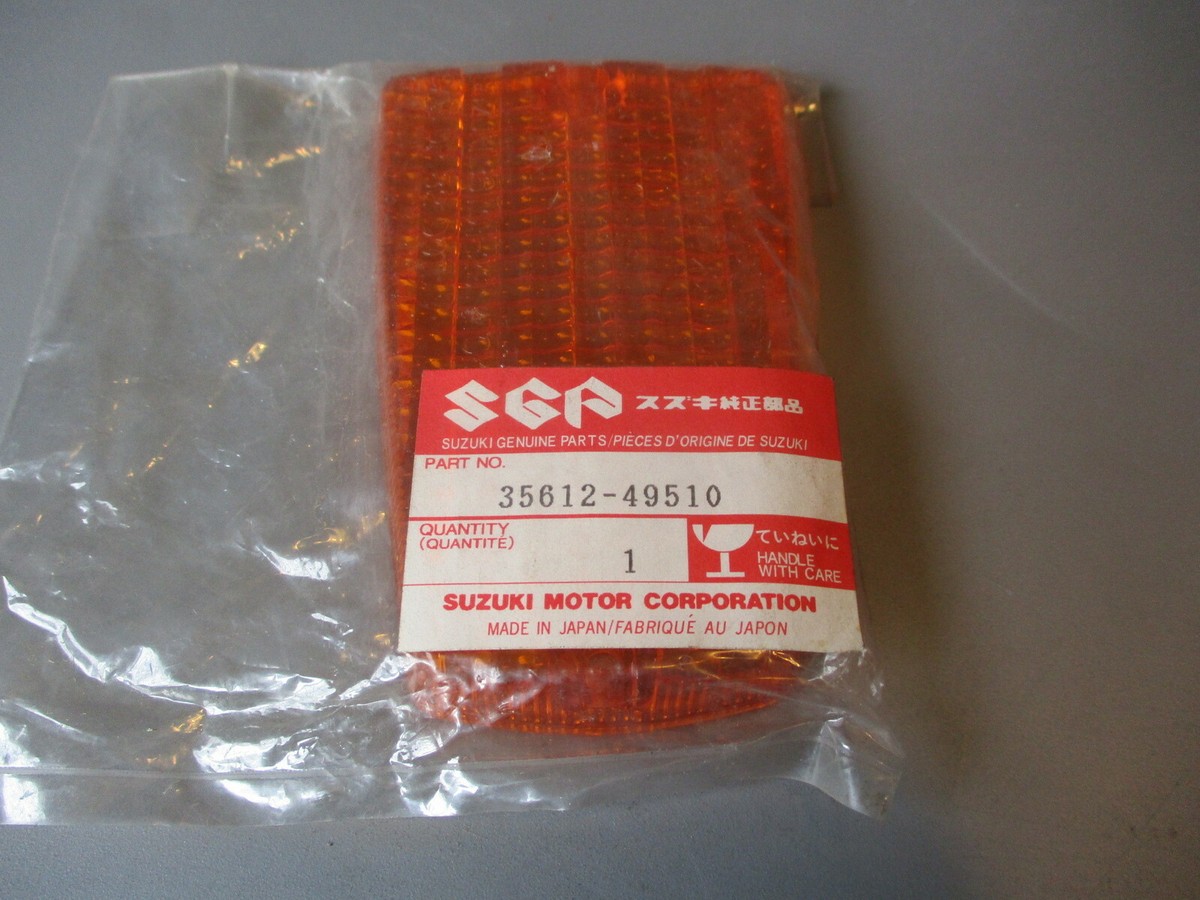 SGP スズキ純正部品
SUZUKI GENUINE PARTS/PIÈCES D'ORIGINE DE SUZUKI
PART NO.
35612-49510
QUANTITY
(QUANTITÉ)
1
ていねいに
HANDLE
WITH CARE
SUZUKI MOTOR CORPORATION
MADE IN JAPAN/FABRIQUÉ AU JAPON